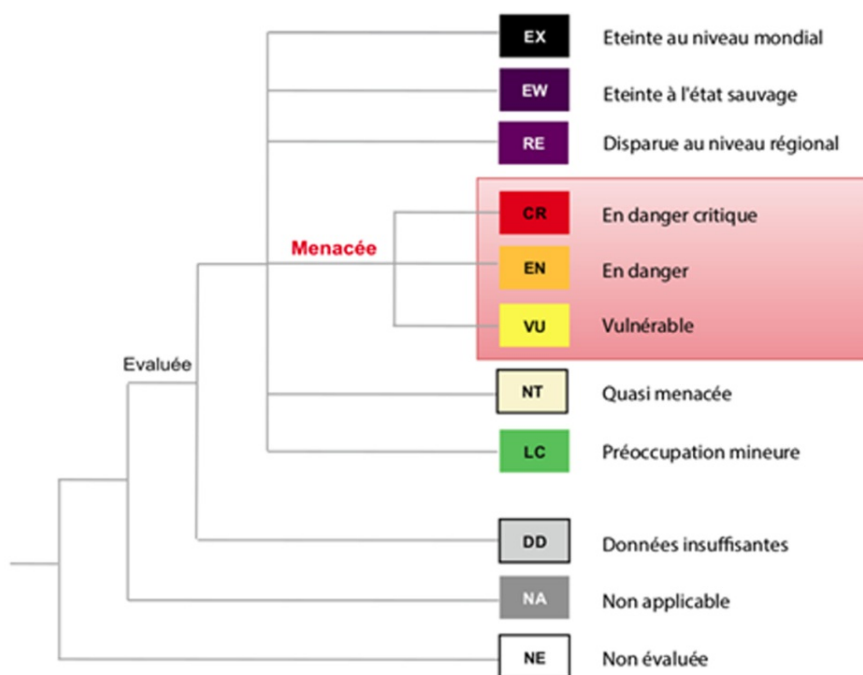 EX Eteinte au niveau mondial
EW Eteinte à l'état sauvage
RE Disparue au niveau régional
CR En danger critique
Menacée
EN En danger
VU Vulnérable
Evaluée
NT Quasi menacée
LC Préoccupation mineure
DD Données insuffisantes
NA Non applicable
NE Non évaluée